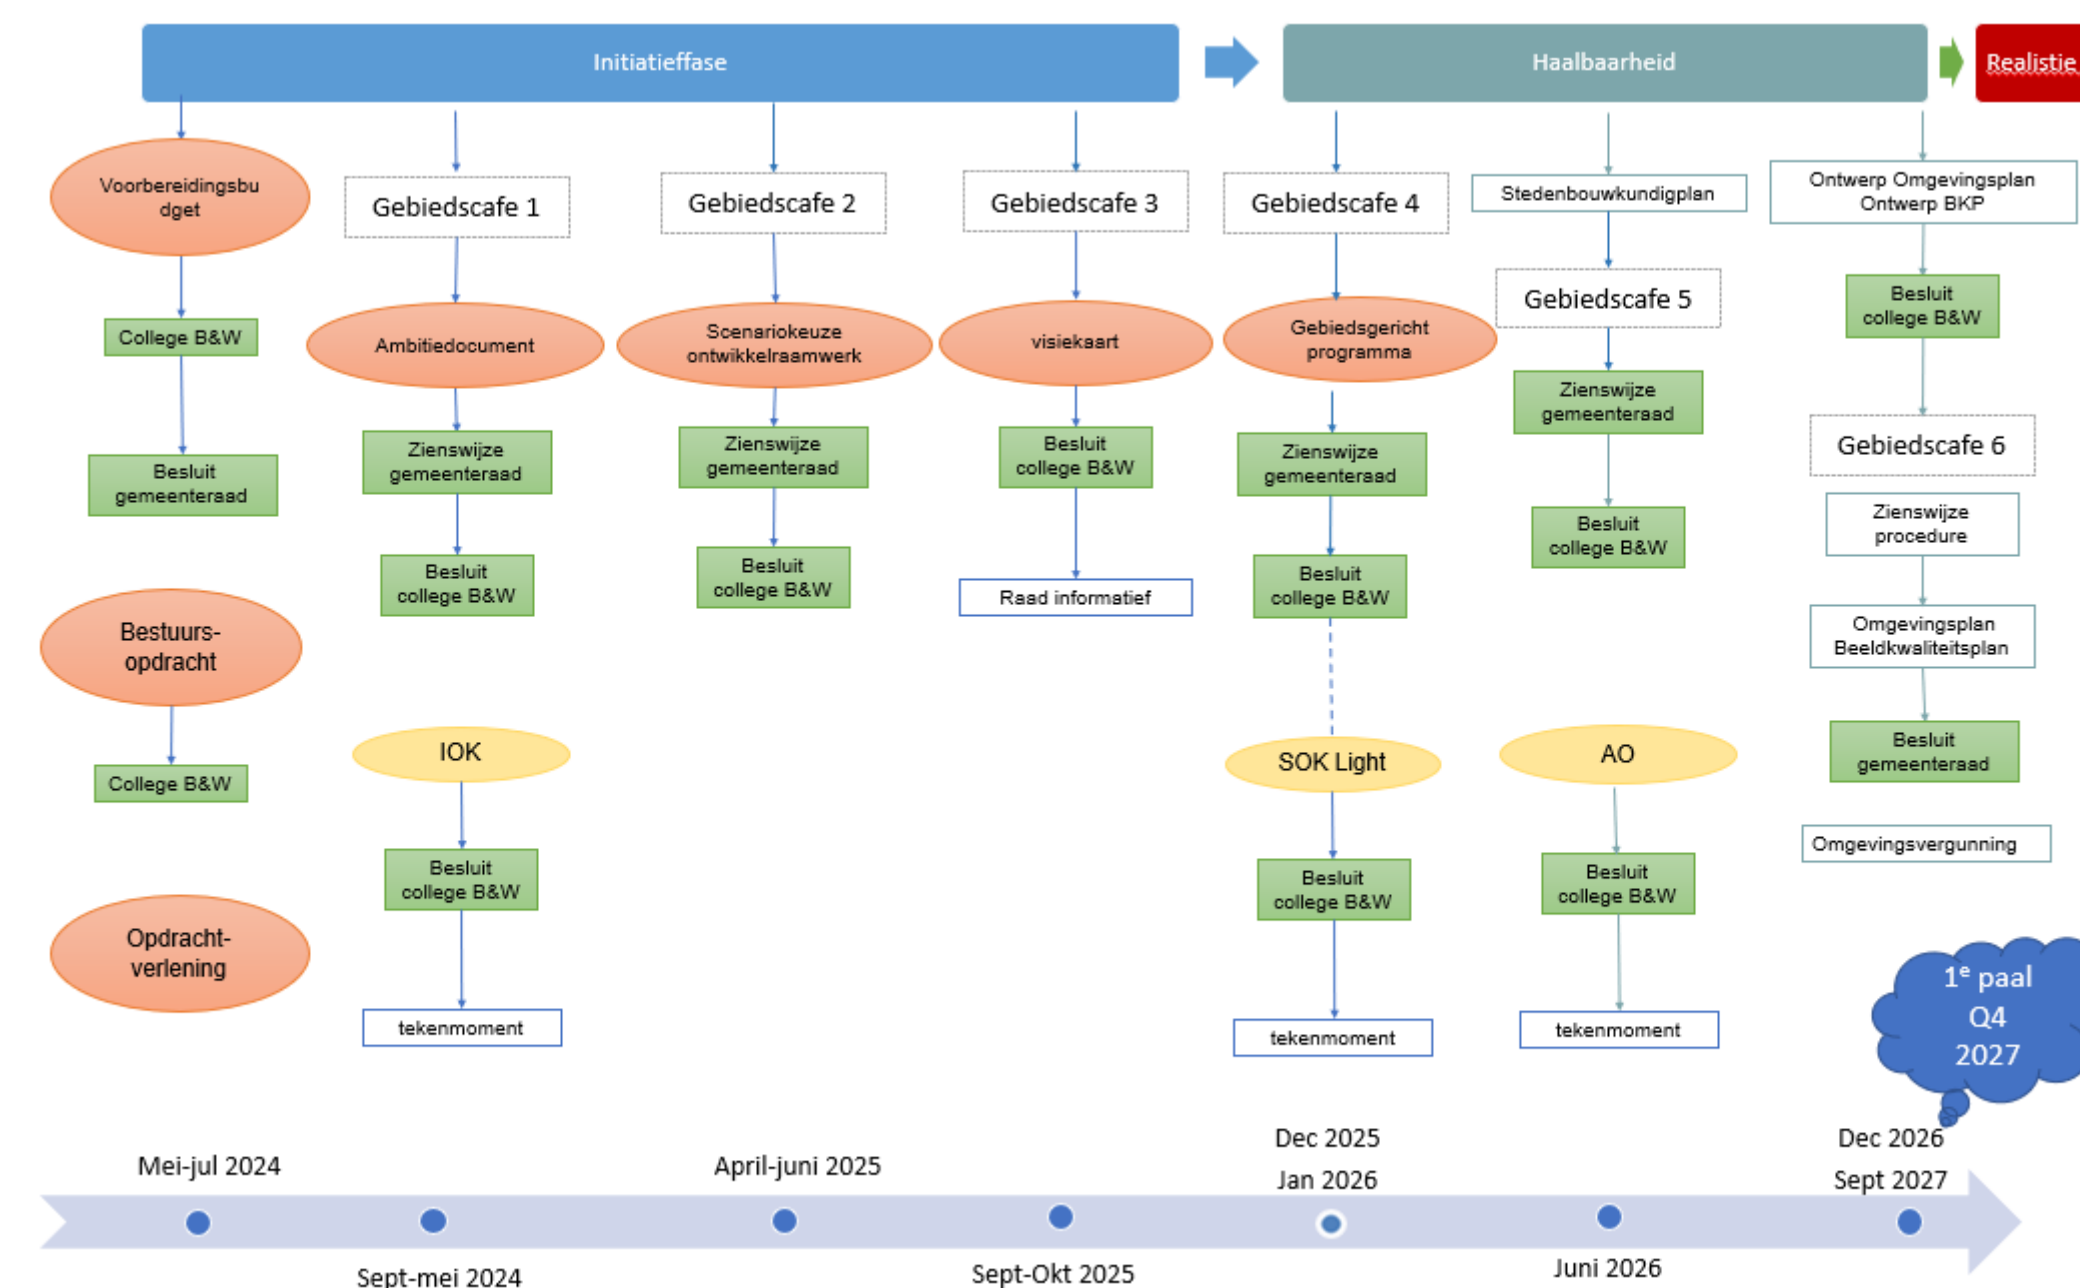 Initiatieffase
Haalbaarheid
Realistie
Voorbereidingsbu
dget
College B&W
Besluit
gemeenteraad
Bestuurs-
opdracht
College B&W
Opdracht-
verlening
Gebiedscafe 1
Ambitiedocument
Zienswijze
gemeenteraad
Besluit
college B&W
IOK
Besluit
college B&W
tekenmoment
Gebiedscafe 2
Scenariokeuze
ontwikkelraamwerk
Zienswijze
gemeenteraad
Besluit
college B&W
Gebiedscafe 3
visiekaart
Besluit
college B&W
Raad informatief
Gebiedscafe 4
Gebiedsgericht
programma
Zienswijze
gemeenteraad
Besluit
college B&W
SOK Light
Besluit
college B&W
tekenmoment
Stedenbouwkundigplan
Gebiedscafe 5
Zienswijze
gemeenteraad
Besluit
college B&W
AO
Besluit
college B&W
tekenmoment
Ontwerp Omgevingsplan
Ontwerp BKP
Besluit
college B&W
Gebiedscafe 6
Zienswijze
procedure
Omgevingsplan
Beeldkwaliteitsplan
Besluit
gemeenteraad
Omgevingsvergunning
1e paal
Q4
2027
Mei-jul 2024
Sept-mei 2024
April-juni 2025
Sept-Okt 2025
Dec 2025
Jan 2026
Juni 2026
Dec 2026
Sept 2027